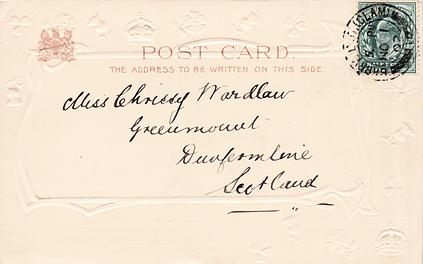 POST CARD.
THE ADDRESS TO BE WRITTEN ON THIS SIDE.
Miss Chrissy Wardlaw
Greenmount
Dunfermline
Scotland